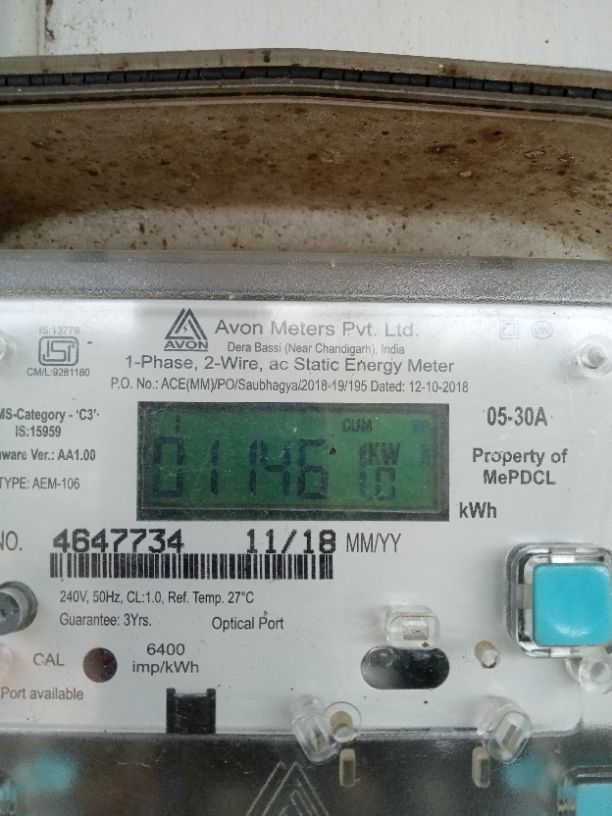 AVON
Avon Meters Pvt. Ltd.
Dera Bassi (Near Chandigarh), India
1-Phase, 2-Wire, ac Static Energy Meter
P.O. No.: ACE(MM)/PO/Saubhagya/2018-19/195 Dated: 12-10-2018
IS:13779
ISI
CM/L:9281180
MS-Category - 'C3'
IS:15959
ware Ver.: AA1.00
TYPE: AEM-106
1 CUM
01146 KW
1.0
05-30A
Property of
MePDCL
kWh
NO. 4647734 11/18 MM/YY
240V, 50Hz, CL:1.0, Ref. Temp. 27°C
Guarantee: 3Yrs. Optical Port
CAL 6400
imp/kWh
Port available